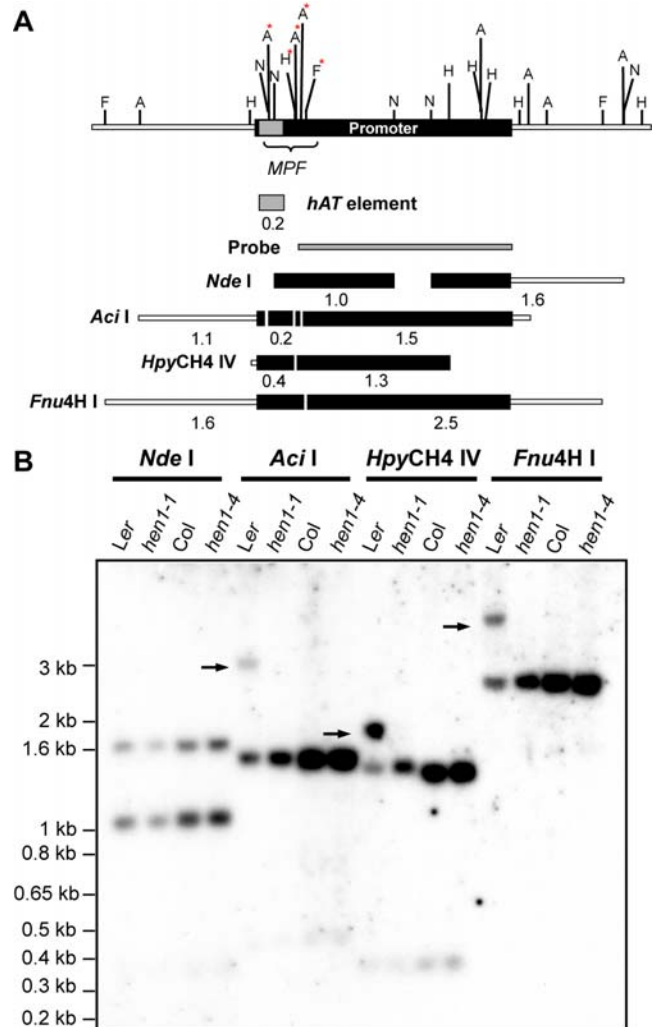 A
A*
A*
A*
H*
F*
N
N
A
H
H
A
N
F
A
H
N
N
H
H
A
A
F
H
Promoter
MPF
hAT element
0.2
Probe
Nde I
1.0
1.6
Aci I
1.1
0.2
1.5
HpyCH4 IV
0.4
1.3
Fnu4H I
1.6
2.5
B
Nde I
Aci I
HpyCH4 IV
Fnu4H I
Ler
hen1-1
Col
hen1-4
Ler
hen1-1
Col
hen1-4
Ler
hen1-1
Col
hen1-4
Ler
hen1-1
Col
hen1-4
3 kb
2 kb
1.6 kb
1 kb
0.8 kb
0.65 kb
0.5 kb
0.4 kb
0.3 kb
0.2 kb